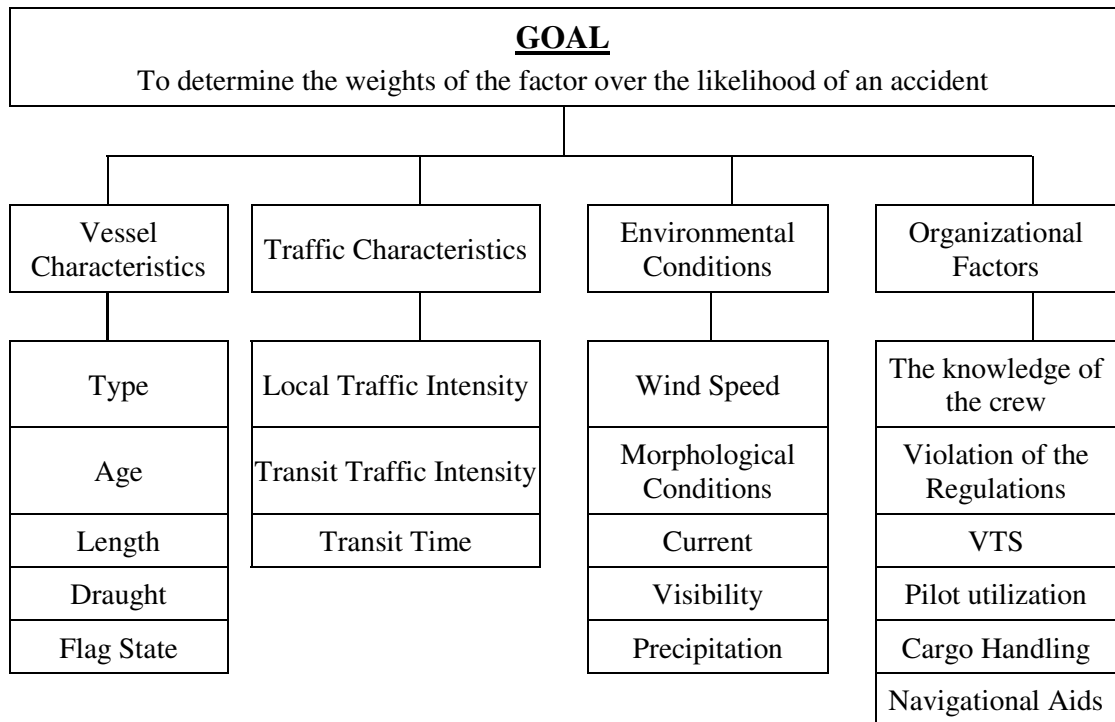 GOAL
To determine the weights of the factor over the likelihood of an accident
Vessel
Characteristics
Traffic Characteristics
Environmental
Conditions
Organizational
Factors
Type
Age
Length
Draught
Flag State
Local Traffic Intensity
Transit Traffic Intensity
Transit Time
Wind Speed
Morphological
Conditions
Current
Visibility
Precipitation
The knowledge of
the crew
Violation of the
Regulations
VTS
Pilot utilization
Cargo Handling
Navigational Aids